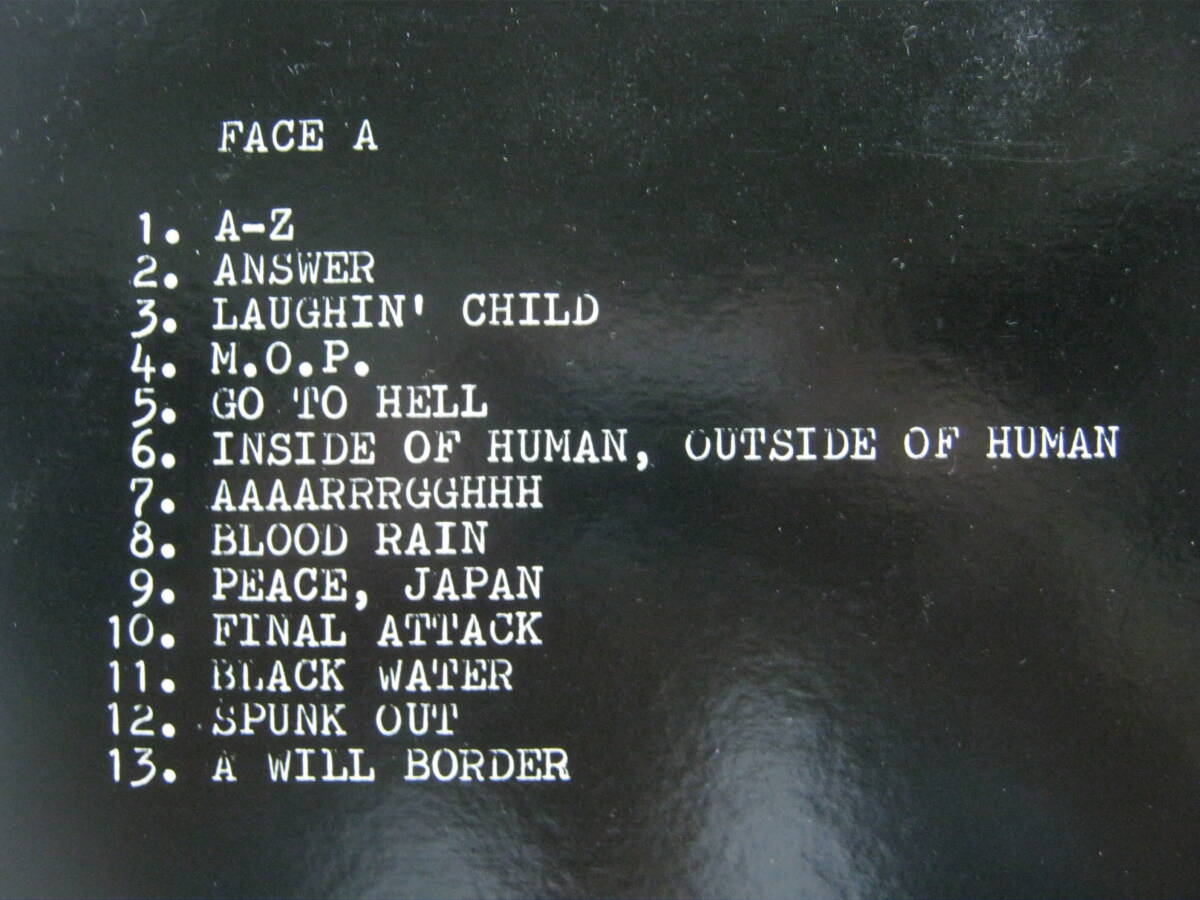 FACE A
1. A-Z
2. ANSWER
3. LAUGHIN' CHILD
4. M.O.P.
5. GO TO HELL
6. INSIDE OF HUMAN, OUTSIDE OF HUMAN
7. AAAARRRGGHHH
8. BLOOD RAIN
9. PEACE, JAPAN
10. FINAL ATTACK
11. BLACK WATER
12. SPUNK OUT
13. A WILL BORDER